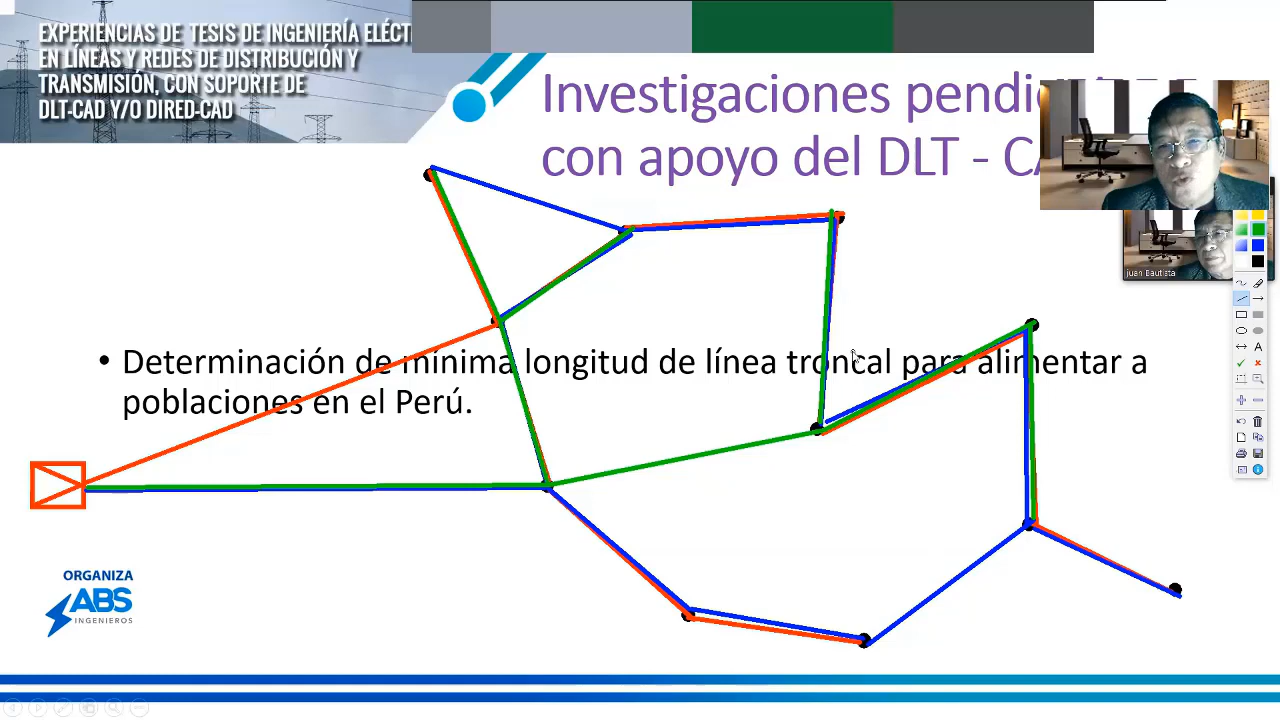 EXPERIENCIAS DE TESIS DE INGENIERÍA ELÉCT
EN LÍNEAS Y REDES DE DISTRIBUCIÓN Y
TRANSMISIÓN, CON SOPORTE DE
DLT-CAD Y/O DIRED-CAD
Investigaciones pendi
con apoyo del DLT - CA
juan Bautista
A
• Determinación de mínima longitud de línea troncal para alimentar a
poblaciones en el Perú.
ORGANIZA
ABS
INGENIEROS